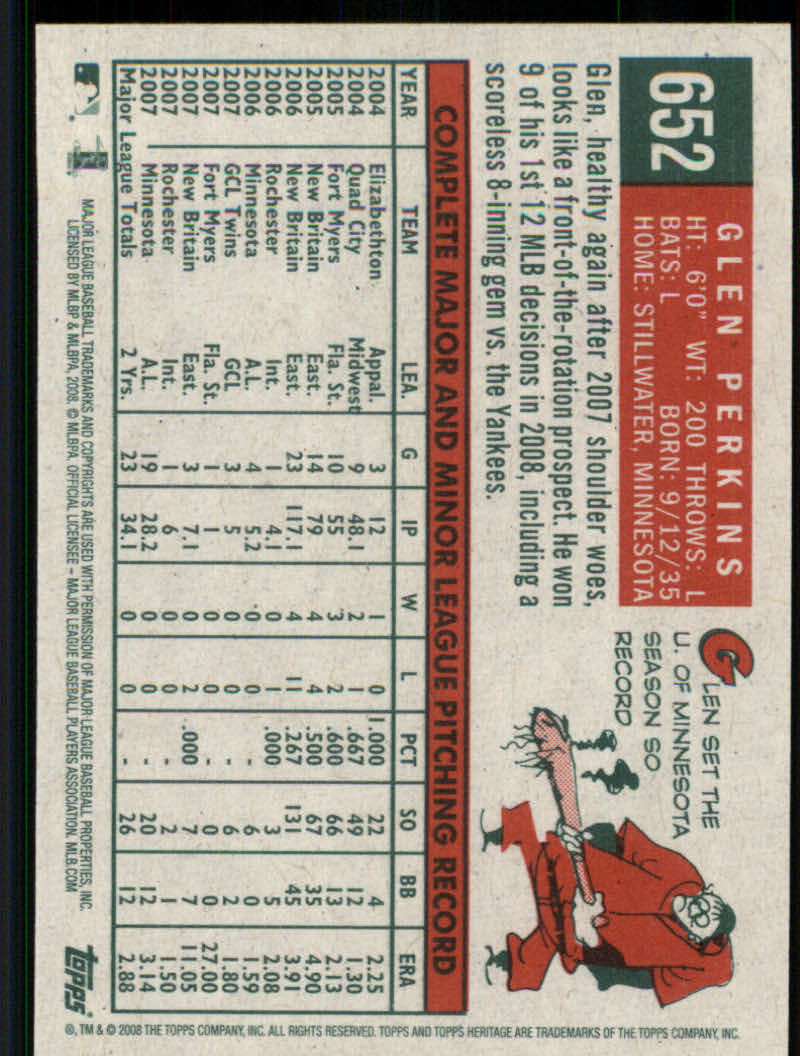 652
GLEN PERKINS
HT: 6'0" WT: 200 THROWS: L
BATS: L BORN: 9/12/35
HOME: STILLWATER, MINNESOTA
Glen, healthy again after 2007 shoulder woes,
looks like a front-of-the-rotation prospect. He won
9 of his 1st 12 MLB decisions in 2008, including a
scoreless 8-inning gem vs. the Yankees.
GLEN SET THE
U. OF MINNESOTA
SEASON SO
RECORD
COMPLETE MAJOR AND MINOR LEAGUE PITCHING RECORD
YEAR TEAM LEA. G IP W L PCT SO BB ERA
2004 Elizabethton Appal. 3 12 1 0 1.000 22 4 2.25
2004 Quad City Midwest 9 48.1 2 1 .667 49 12 1.30
2005 Fort Myers Fla. St. 10 55 3 2 .600 66 13 2.13
2005 New Britain East. 14 79 4 4 .500 67 35 4.90
2006 New Britain East. 23 117.1 4 11 .267 131 45 3.91
2006 Rochester Int. 1 4.1 0 1 .000 3 5 2.08
2006 Minnesota A.L. 4 5.2 0 0 - 6 0 1.59
2007 GCL Twins GCL 3 5 0 0 - 6 2 1.80
2007 Fort Myers Fla. St. 1 1 0 0 - 0 0 27.00
2007 New Britain East. 3 7.1 0 2 .000 7 7 11.05
2007 Rochester Int. 1 6 0 0 - 2 1 1.50
2007 Minnesota A.L. 19 28.2 0 0 - 20 12 3.14
Major League Totals 2 Yrs. 23 34.1 0 0 - 26 12 2.88
MAJOR LEAGUE BASEBALL TRADEMARKS AND COPYRIGHTS ARE USED WITH PERMISSION OF MAJOR LEAGUE BASEBALL PROPERTIES, INC.
LICENSED BY MLBP & MLBPA, 2008. © MLBPA. OFFICIAL LICENSEE – MAJOR LEAGUE BASEBALL PLAYERS ASSOCIATION. MLB.COM
topps
®, TM & © 2008 THE TOPPS COMPANY, INC. ALL RIGHTS RESERVED. TOPPS AND TOPPS HERITAGE ARE TRADEMARKS OF THE TOPPS COMPANY, INC.